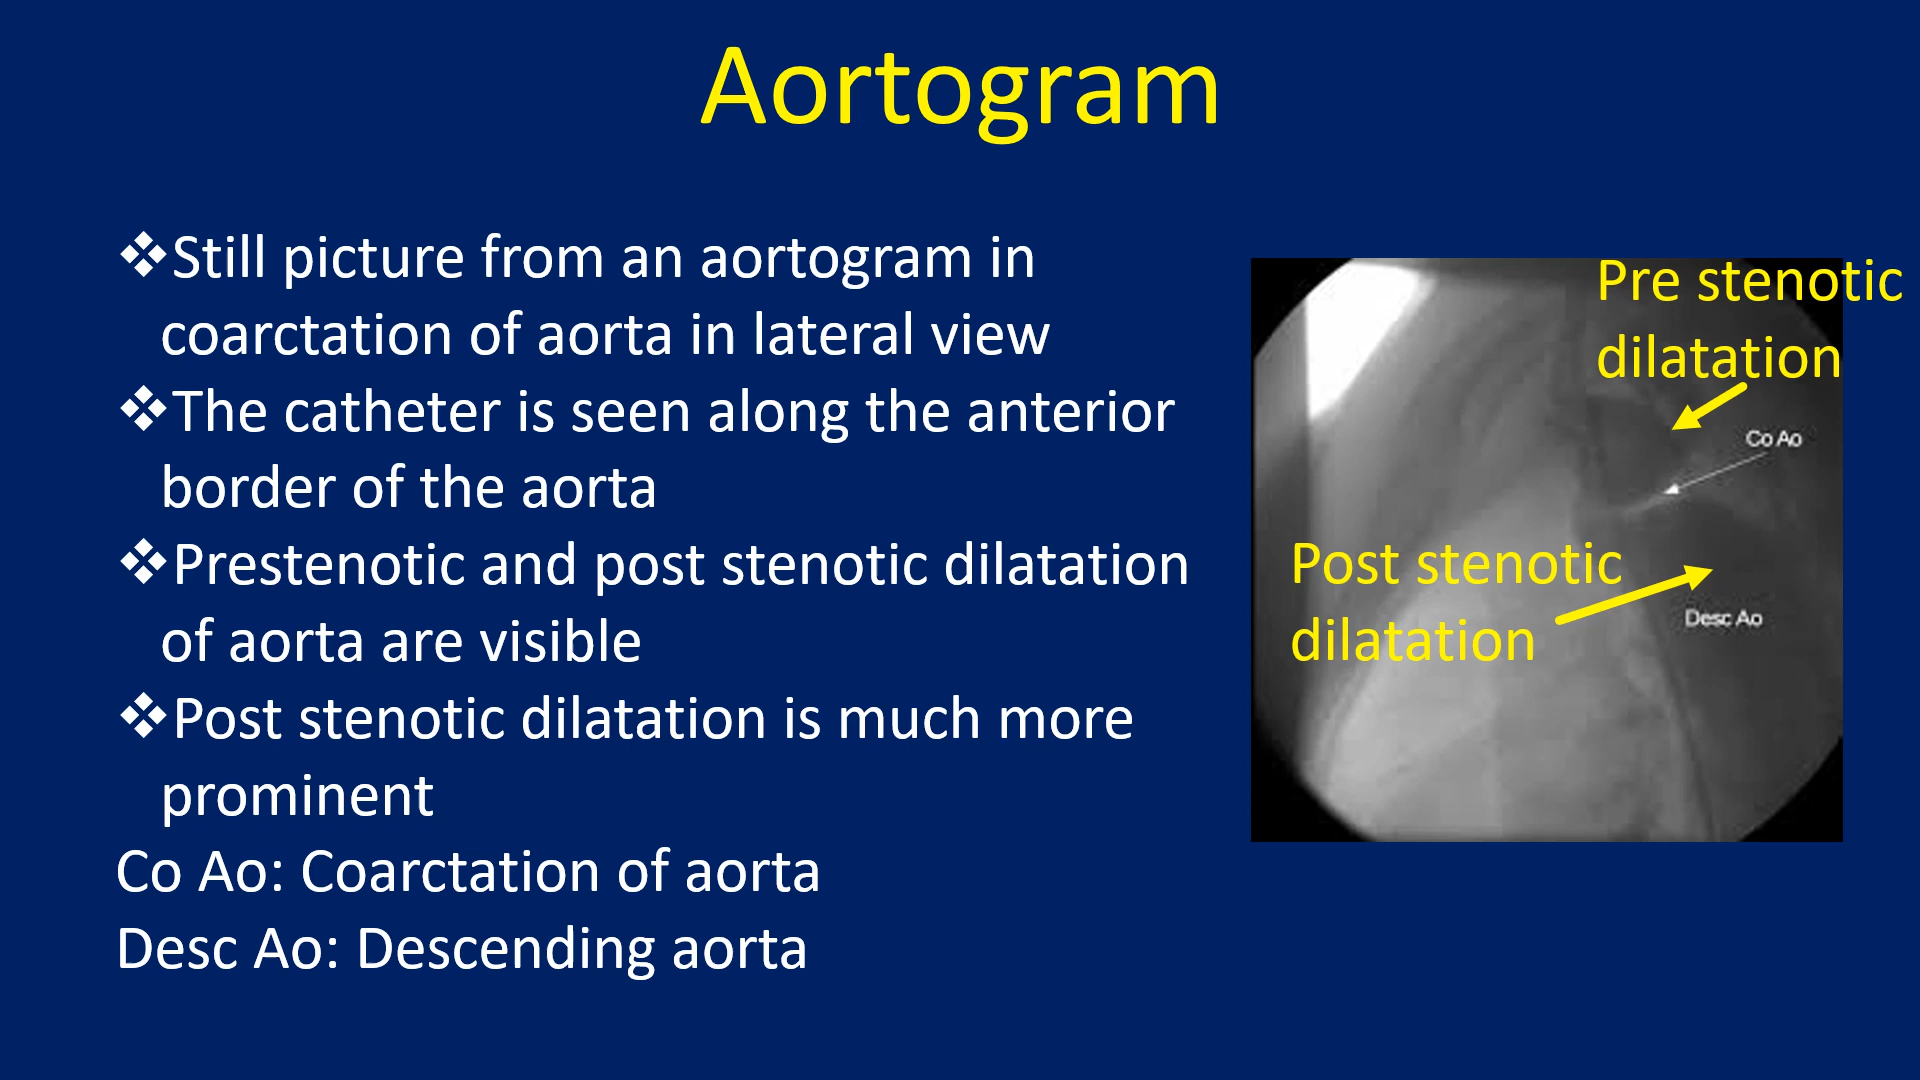 Aortogram
❖Still picture from an aortogram in
coarctation of aorta in lateral view
❖The catheter is seen along the anterior
border of the aorta
❖Prestenotic and post stenotic dilatation
of aorta are visible
❖Post stenotic dilatation is much more
prominent
Co Ao: Coarctation of aorta
Desc Ao: Descending aorta
Pre stenotic
dilatation
Co Ao
Post stenotic
dilatation
Desc Ao